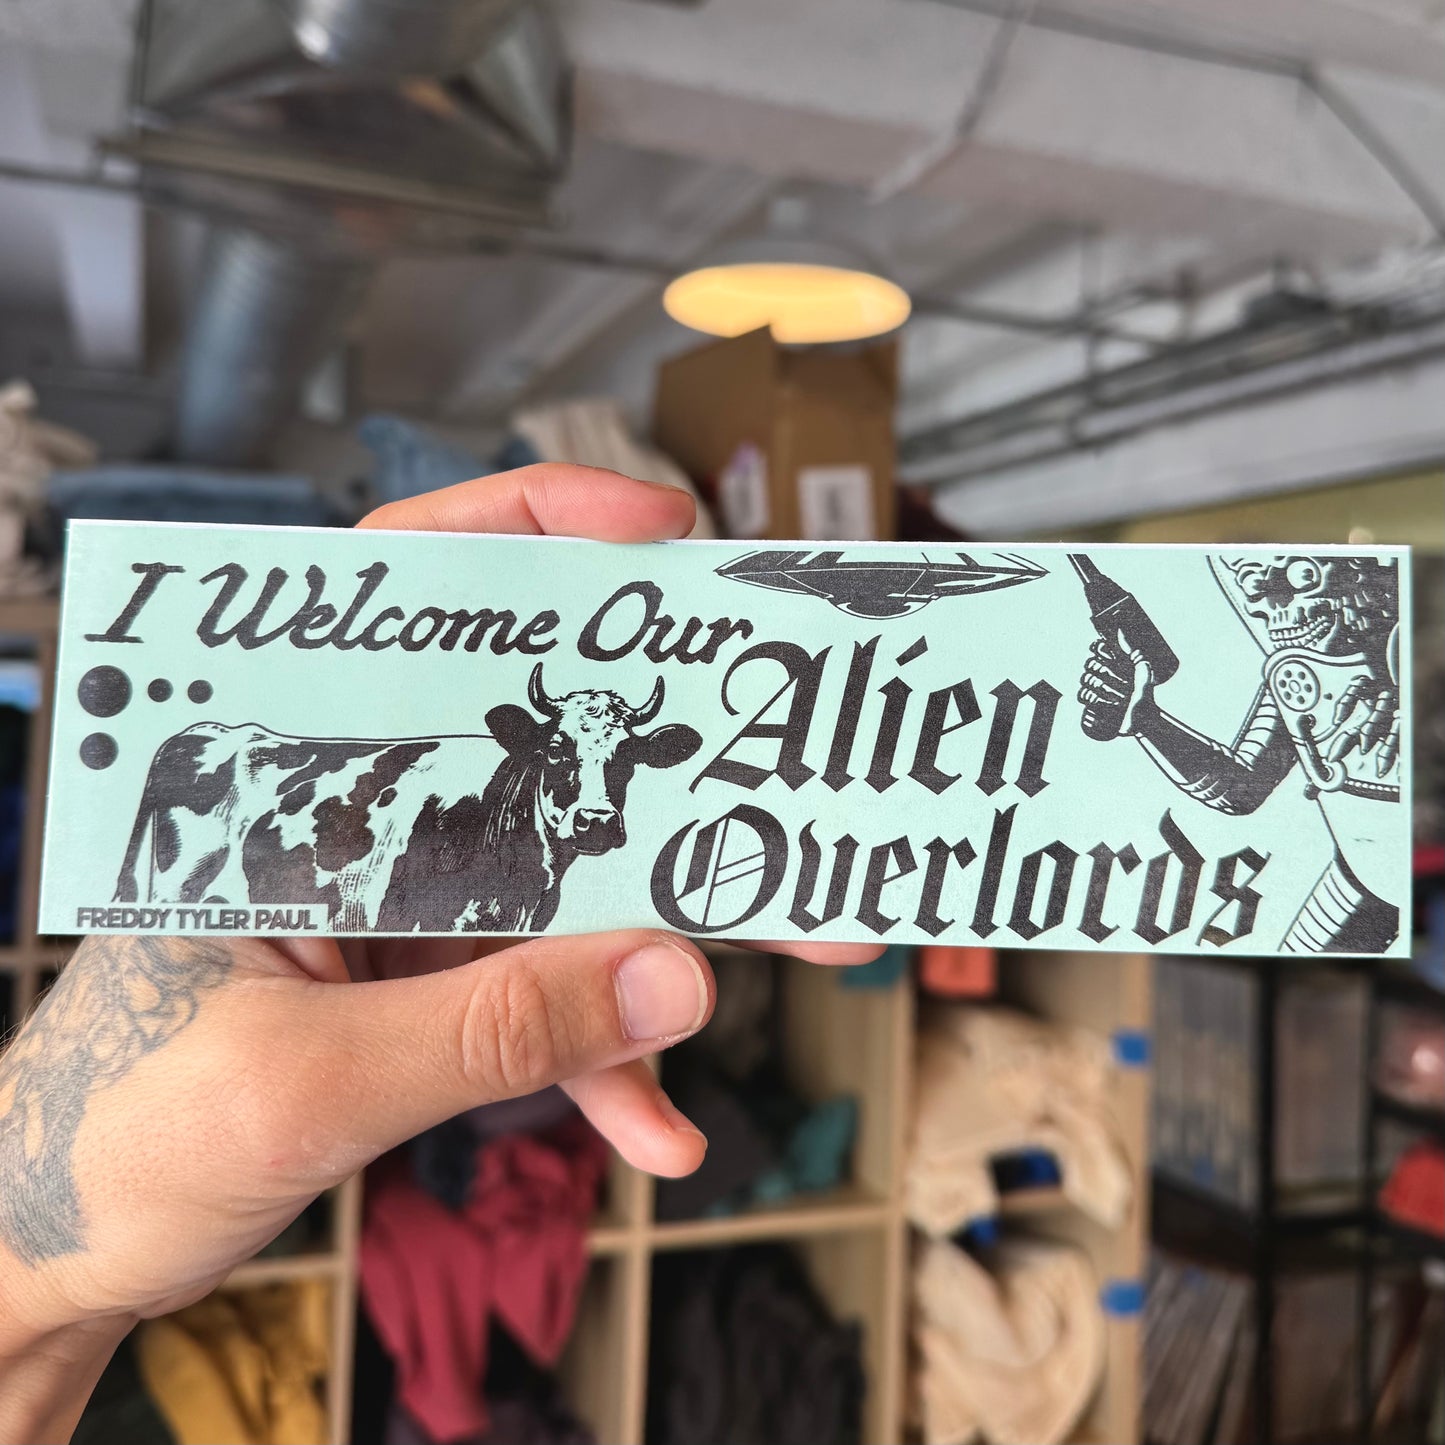 I Welcome Our
Alien
Overlords
FREDDY TYLER PAUL